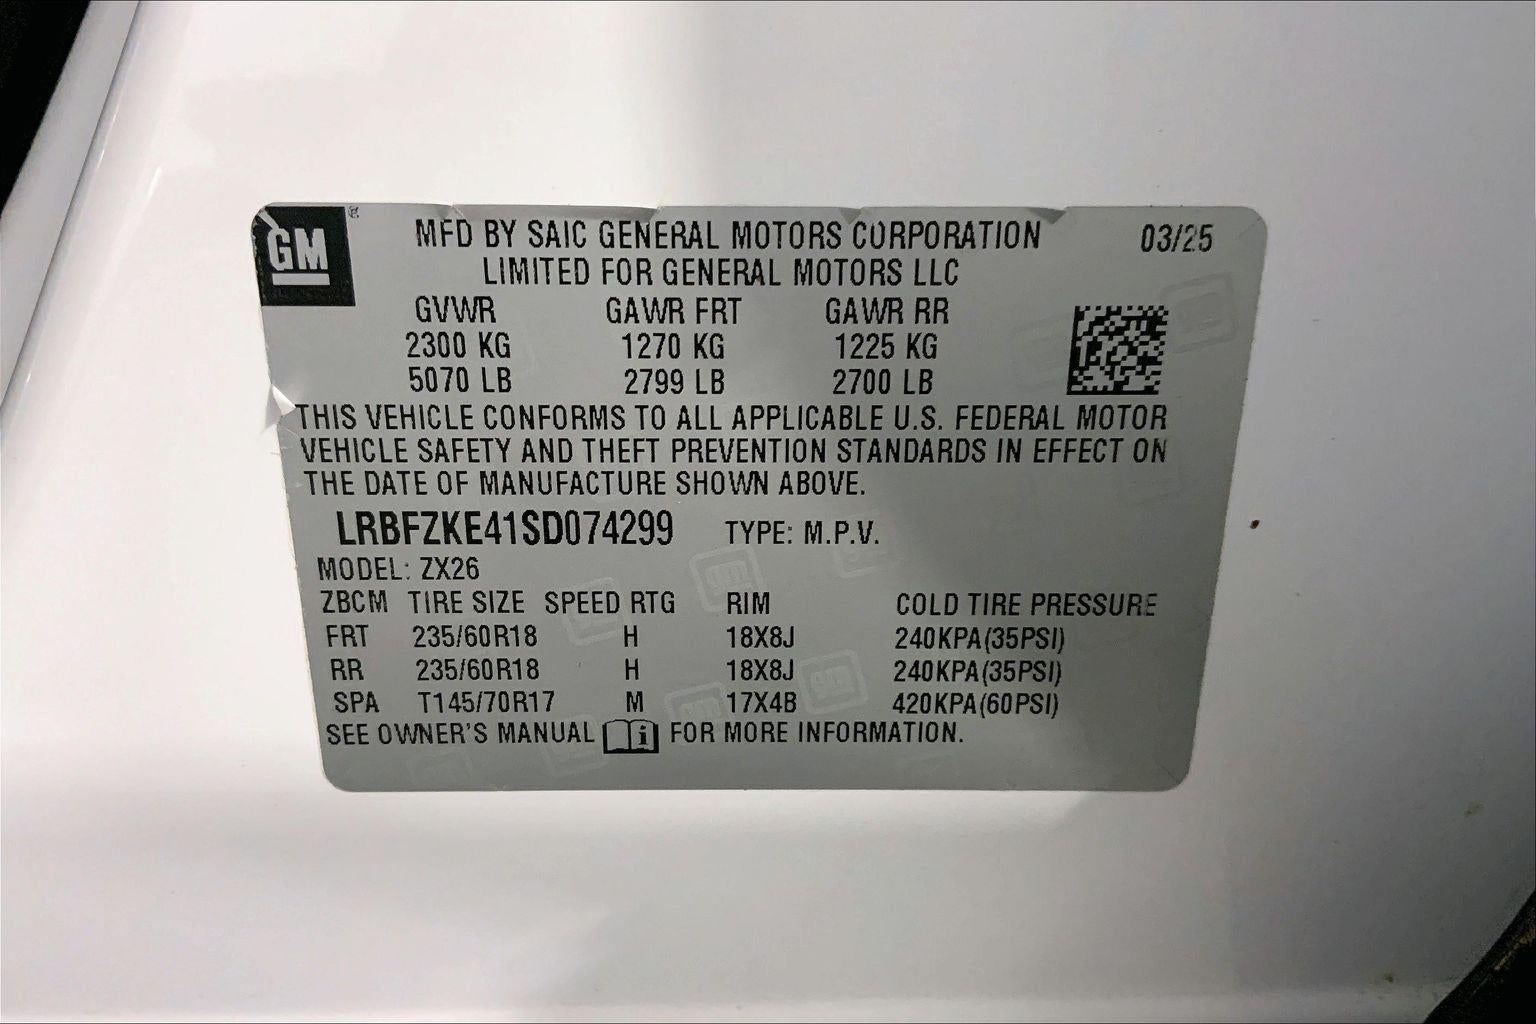 GM
MFD BY SAIC GENERAL MOTORS CORPORATION 03/25
LIMITED FOR GENERAL MOTORS LLC
GVWR GAWR FRT GAWR RR
2300 KG 1270 KG 1225 KG
5070 LB 2799 LB 2700 LB
THIS VEHICLE CONFORMS TO ALL APPLICABLE U.S. FEDERAL MOTOR
VEHICLE SAFETY AND THEFT PREVENTION STANDARDS IN EFFECT ON
THE DATE OF MANUFACTURE SHOWN ABOVE.
LRBFZKE41SD074299 TYPE: M.P.V.
MODEL: ZX26
ZBCM TIRE SIZE SPEED RTG RIM COLD TIRE PRESSURE
FRT 235/60R18 H 18X8J 240KPA(35PSI)
RR 235/60R18 H 18X8J 240KPA(35PSI)
SPA T145/70R17 M 17X4B 420KPA(60PSI)
SEE OWNER'S MANUAL i FOR MORE INFORMATION.